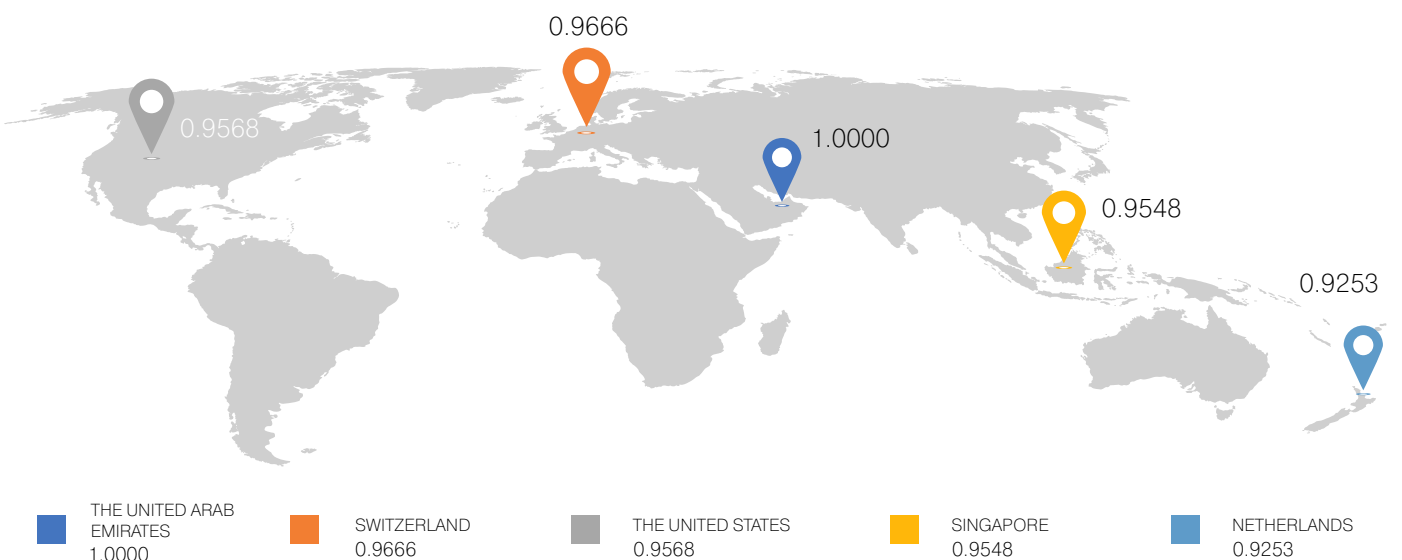 0.9666
0.9568
1.0000
0.9548
0.9253
THE UNITED ARAB
EMIRATES
1.0000
SWITZERLAND
0.9666
THE UNITED STATES
0.9568
SINGAPORE
0.9548
NETHERLANDS
0.9253